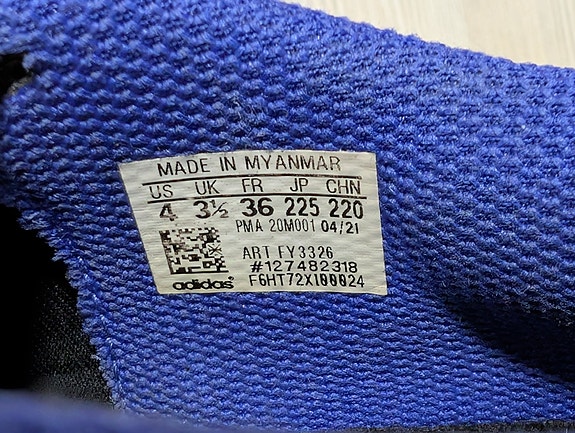 MADE IN MYANMAR
US UK FR JP CHN
4 3½ 36 225 220
PMA 20M001 04/21
ART FY3326
#127482318
adidas® F6HT72X100024